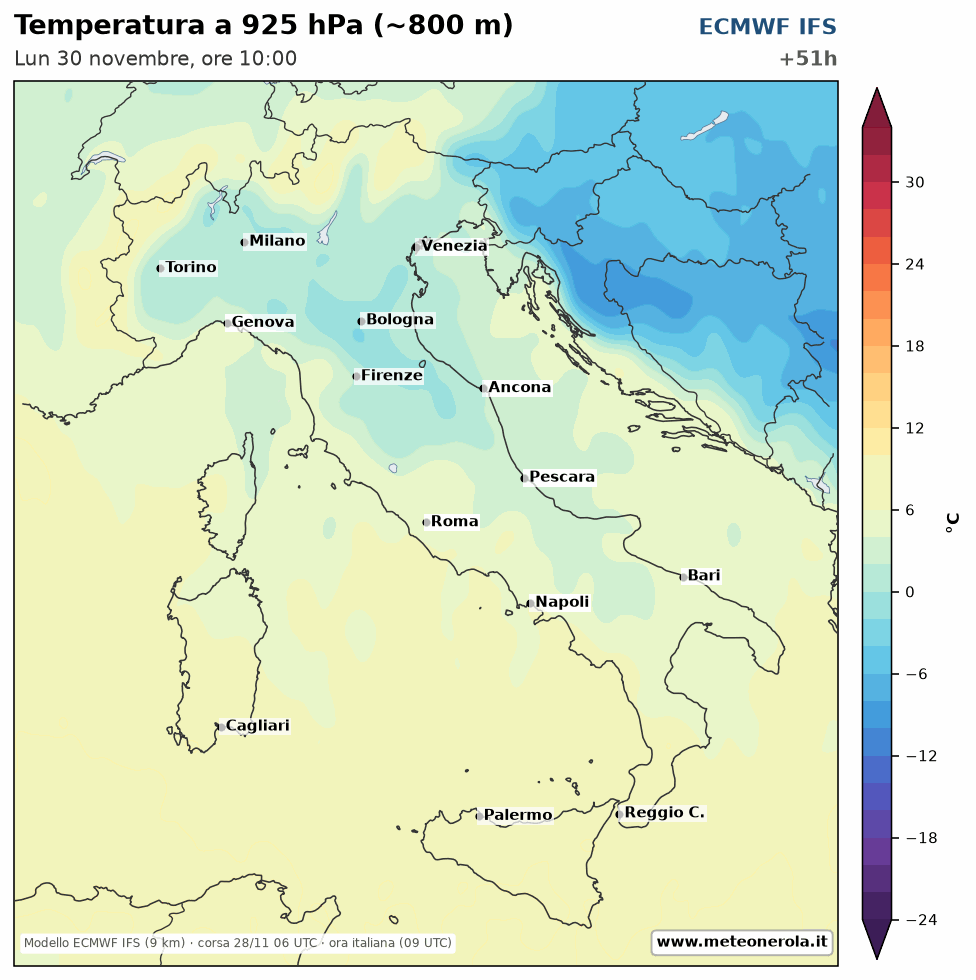 Temperatura a 925 hPa (~800 m)
ECMWF IFS
Lun 30 novembre, ore 10:00
+51h
Milano
Venezia
Torino
Genova
Bologna
Firenze
Ancona
Pescara
Roma
Bari
Napoli
Cagliari
Palermo
Reggio C.
30
24
18
12
6
0
−6
−12
−18
−24
°C
Modello ECMWF IFS (9 km) · corsa 28/11 06 UTC · ora italiana (09 UTC)
www.meteonerola.it